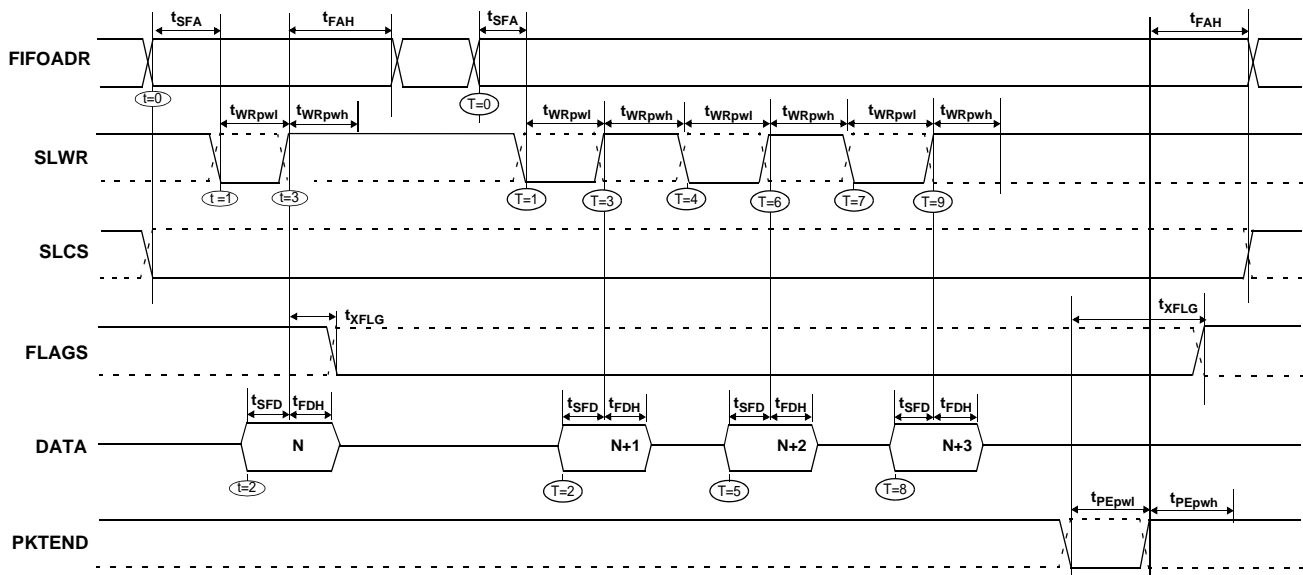 tSFA tFAH tSFA tFAH
FIFOADR
t=0 T=0
tWRpwl tWRpwh tWRpwl tWRpwh tWRpwl tWRpwh tWRpwl tWRpwh
SLWR
t=1 t=3 T=1 T=3 T=4 T=6 T=7 T=9
SLCS
tXFLG tXFLG
FLAGS
tSFD tFDH tSFD tFDH tSFD tFDH tSFD tFDH
DATA N N+1 N+2 N+3
t=2 T=2 T=5 T=8
tPEpwl tPEpwh
PKTEND